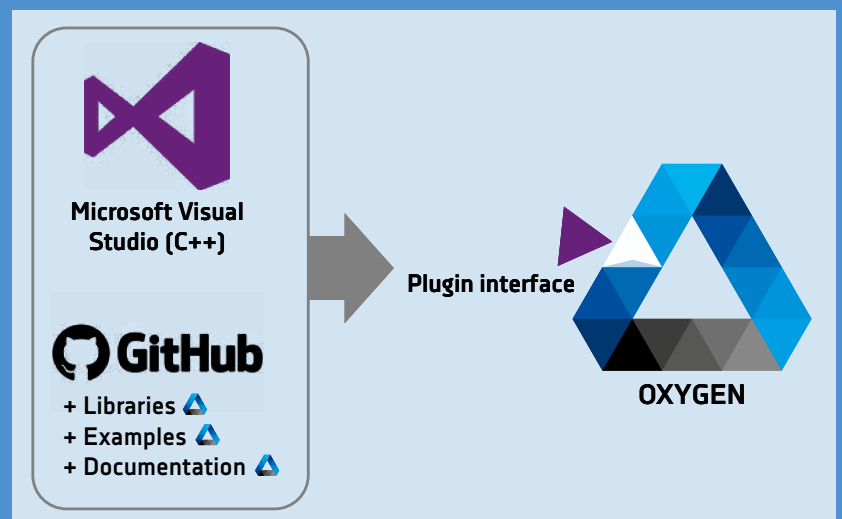 Microsoft Visual
Studio (C++)
GitHub
+ Libraries
+ Examples
+ Documentation
Plugin interface
OXYGEN